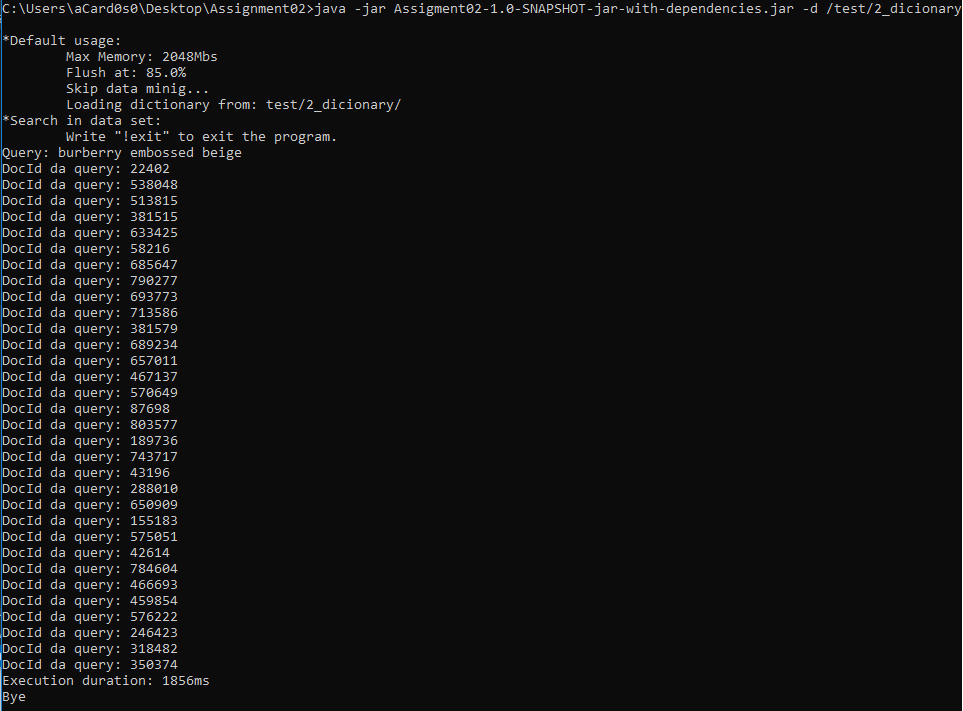 C:\Users\aCard0s0\Desktop\Assignment02>java -jar Assigment02-1.0-SNAPSHOT-jar-with-dependencies.jar -d /test/2_dicionary
*Default usage:
Max Memory: 2048Mbs
Flush at: 85.0%
Skip data minig...
Loading dictionary from: test/2_dicionary/
*Search in data set:
Write "!exit" to exit the program.
Query: burberry embossed beige
DocId da query: 22402
DocId da query: 538048
DocId da query: 513815
DocId da query: 381515
DocId da query: 633425
DocId da query: 58216
DocId da query: 685647
DocId da query: 790277
DocId da query: 693773
DocId da query: 713586
DocId da query: 381579
DocId da query: 689234
DocId da query: 657011
DocId da query: 467137
DocId da query: 570649
DocId da query: 87698
DocId da query: 803577
DocId da query: 189736
DocId da query: 743717
DocId da query: 43196
DocId da query: 288010
DocId da query: 650909
DocId da query: 155183
DocId da query: 575051
DocId da query: 42614
DocId da query: 784604
DocId da query: 466693
DocId da query: 459854
DocId da query: 576222
DocId da query: 246423
DocId da query: 318482
DocId da query: 350374
Execution duration: 1856ms
Bye